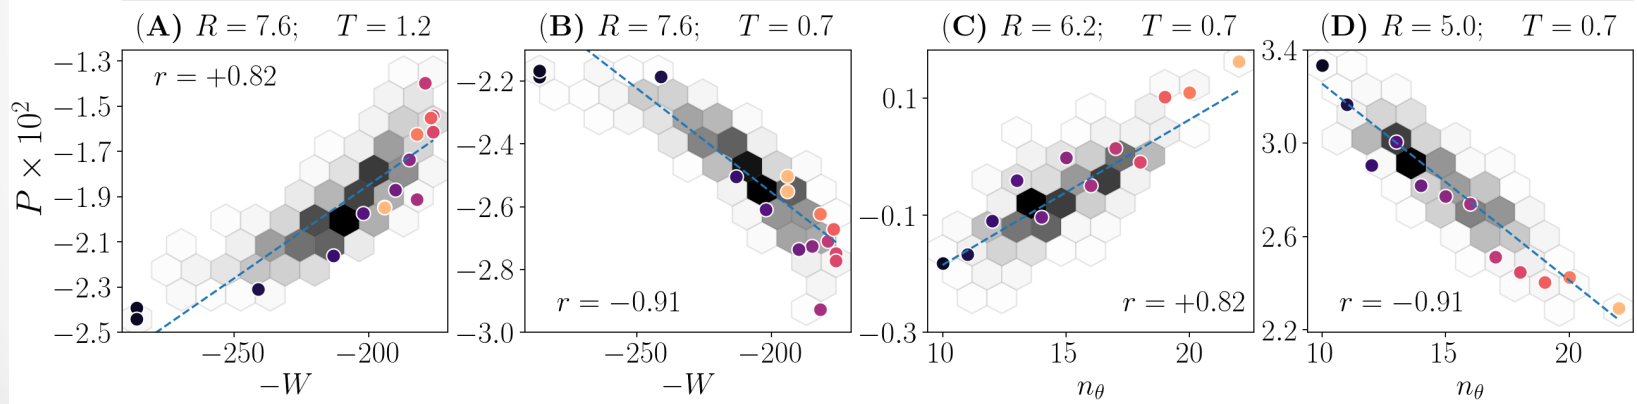 (A) R = 7.6; T = 1.2
(B) R = 7.6; T = 0.7
(C) R = 6.2; T = 0.7
(D) R = 5.0; T = 0.7
P × 10²
−1.3
−1.5
−1.7
−1.9
−2.1
−2.3
−2.5
r = +0.82
−250 −200
−W
−2.2
−2.4
−2.6
−2.8
−3.0
r = −0.91
−250 −200
−W
0.1
−0.1
−0.3
r = +0.82
10 15 20
n_θ
3.4
3.0
2.6
2.2
r = −0.91
10 15 20
n_θ